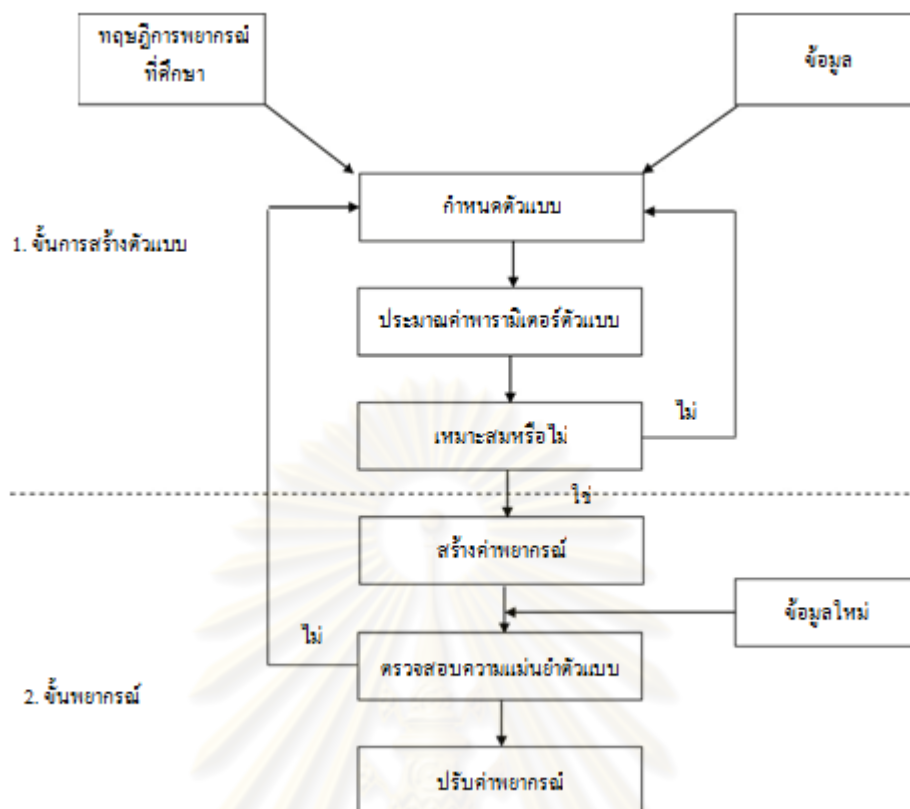 ทฤษฎีการพยากรณ์
ที่ศึกษา
ข้อมูล
กำหนดตัวแบบ
1. ขั้นการสร้างตัวแบบ
ประมาณค่าพารามิเตอร์ตัวแบบ
ไม่
เหมาะสมหรือไม่
ใช่
สร้างค่าพยากรณ์
ข้อมูลใหม่
ไม่
ตรวจสอบความแม่นยำตัวแบบ
2. ขั้นพยากรณ์
ปรับค่าพยากรณ์